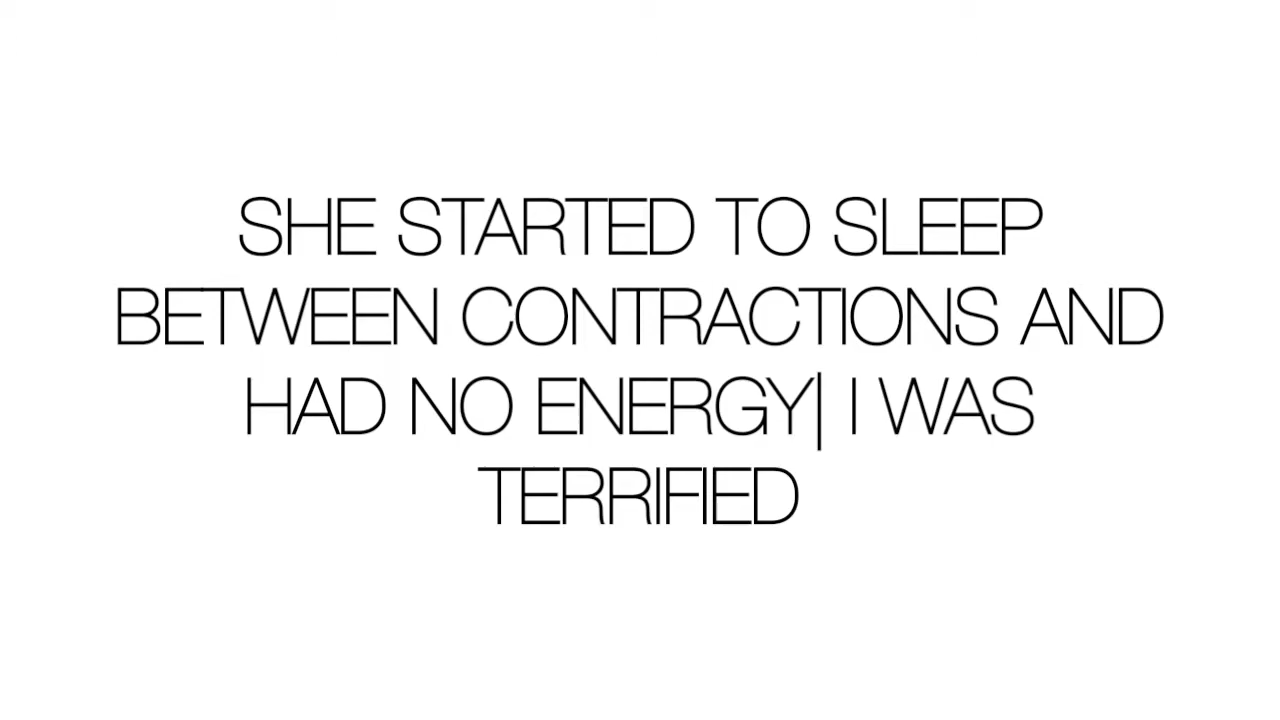 SHE STARTED TO SLEEP
BETWEEN CONTRACTIONS AND
HAD NO ENERGY| I WAS
TERRIFIED